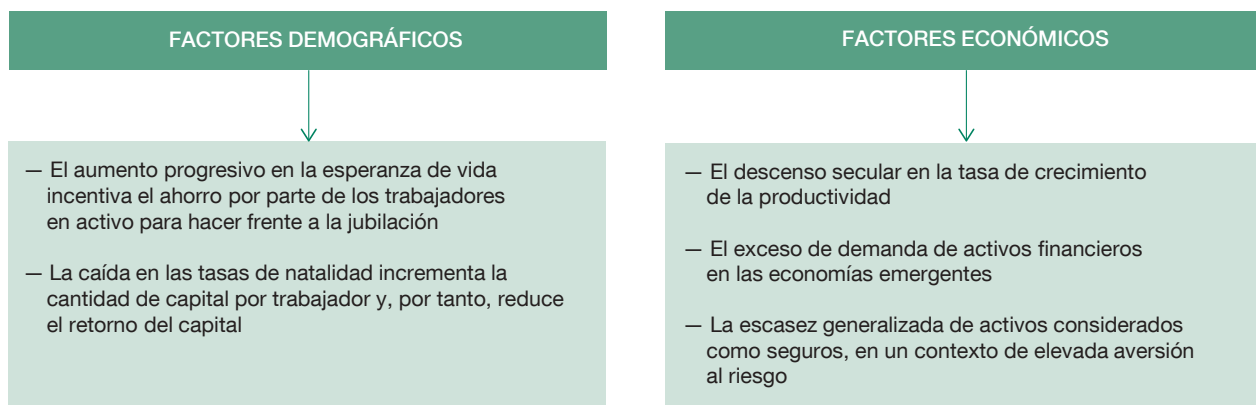 FACTORES DEMOGRÁFICOS
— El aumento progresivo en la esperanza de vida
incentiva el ahorro por parte de los trabajadores
en activo para hacer frente a la jubilación
— La caída en las tasas de natalidad incrementa la
cantidad de capital por trabajador y, por tanto, reduce
el retorno del capital
FACTORES ECONÓMICOS
— El descenso secular en la tasa de crecimiento
de la productividad
— El exceso de demanda de activos financieros
en las economías emergentes
— La escasez generalizada de activos considerados
como seguros, en un contexto de elevada aversión
al riesgo